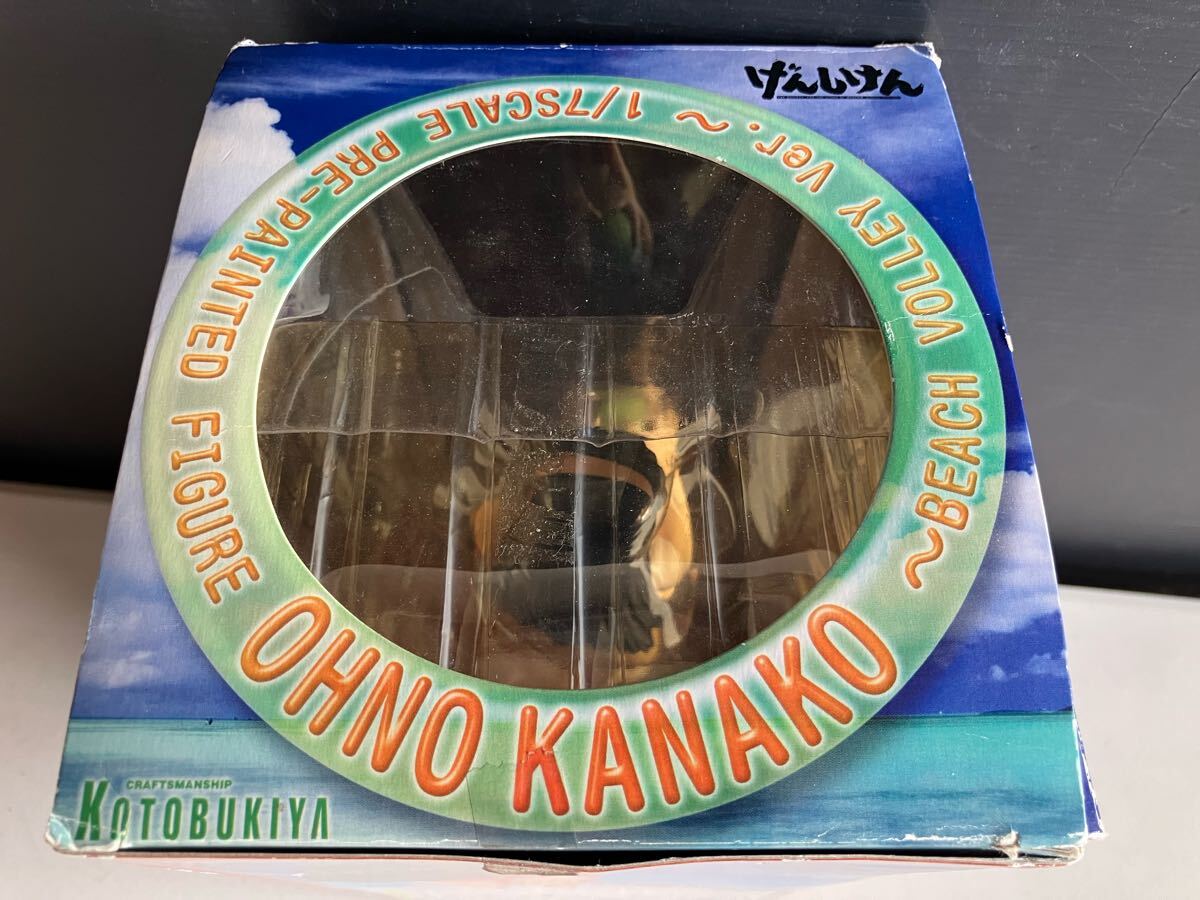 げんしけん
OHNO KANAKO
~BEACH VOLLEY Ver.~ 1/7SCALE PRE-PAINTED FIGURE
CRAFTSMANSHIP
KOTOBUKIYA